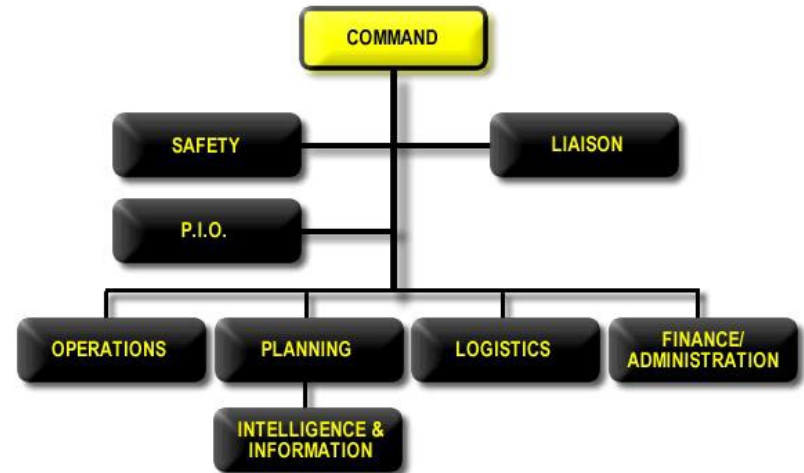 COMMAND
SAFETY
LIAISON
P.I.O.
OPERATIONS
PLANNING
LOGISTICS
FINANCE/
ADMINISTRATION
INTELLIGENCE &
INFORMATION